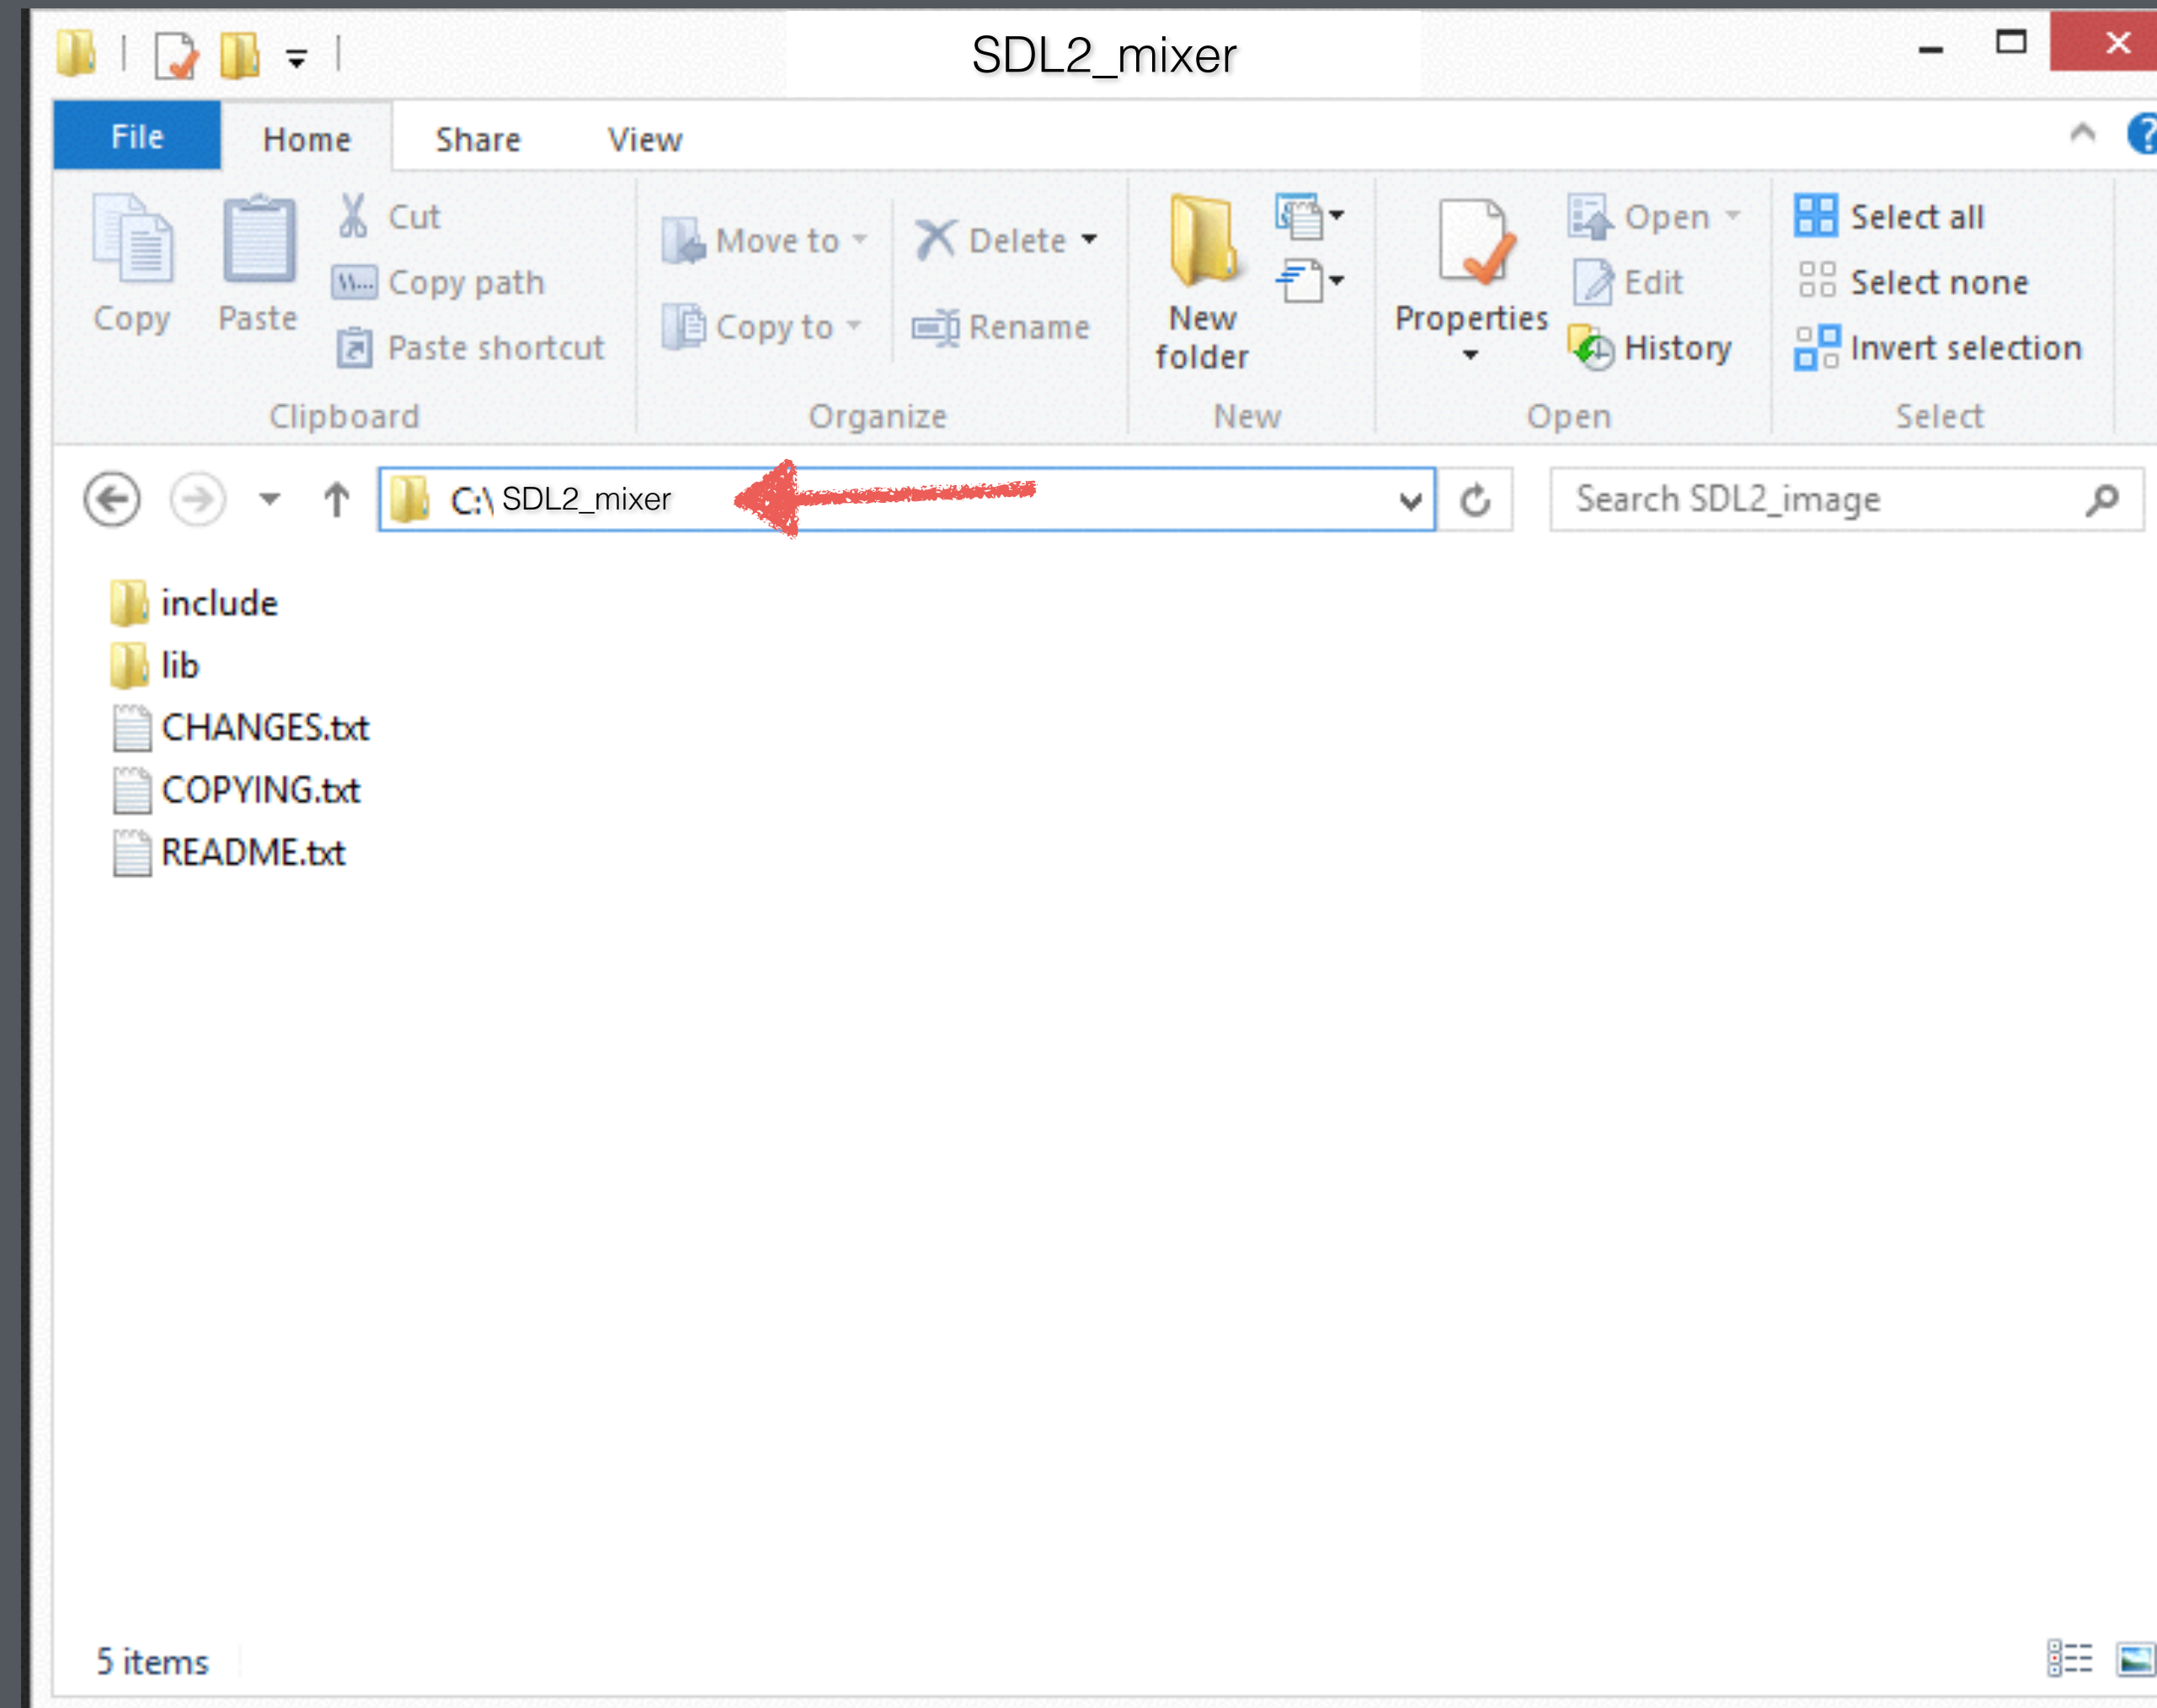 SDL2_mixer
File Home Share View
Copy
Paste
Cut
Copy path
Paste shortcut
Clipboard
Move to
Copy to
Delete
Rename
Organize
New
folder
New
Properties
Open
Edit
History
Open
Select all
Select none
Invert selection
Select
C:\ SDL2_mixer
Search SDL2_image
include
lib
CHANGES.txt
COPYING.txt
README.txt
5 items